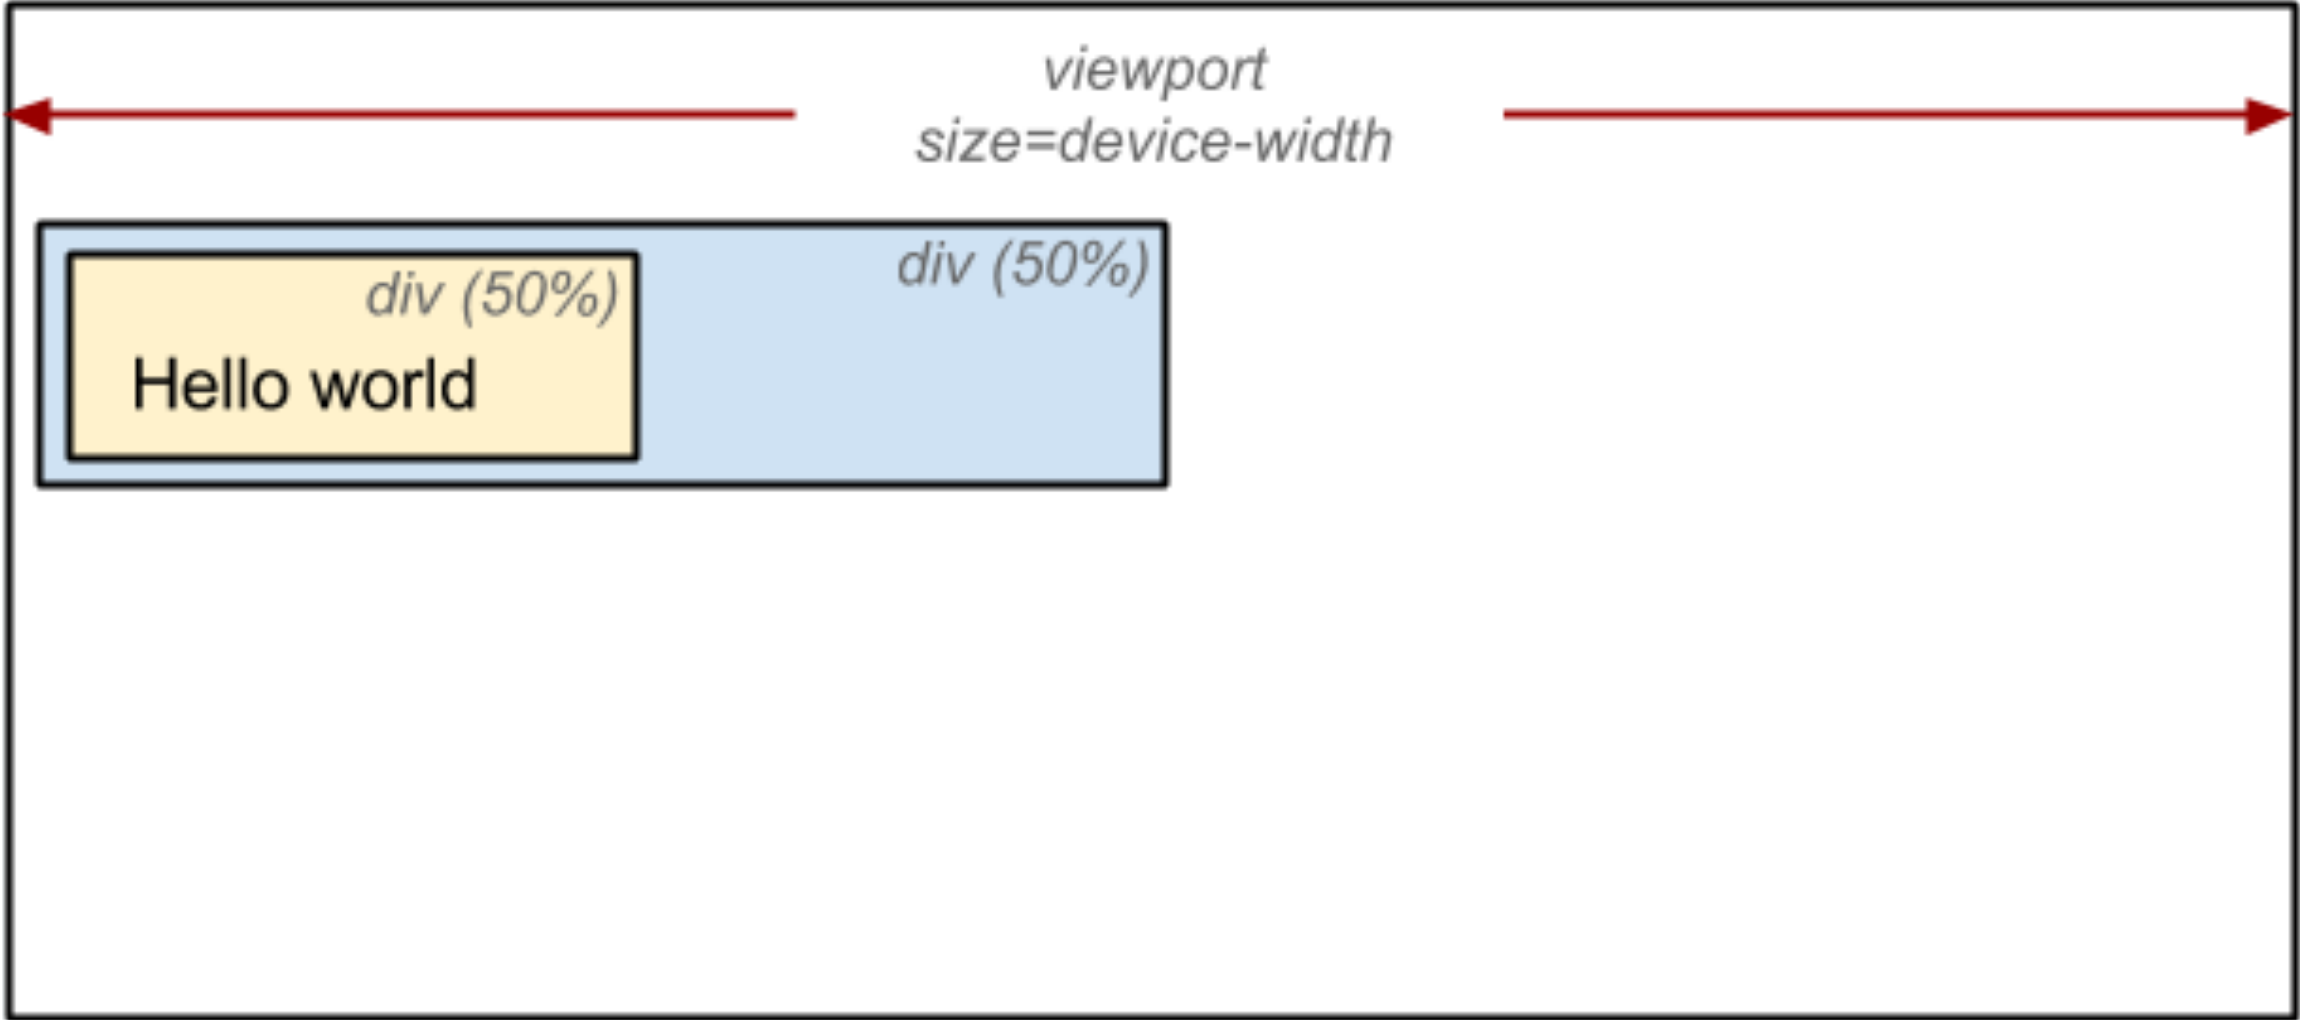 viewport
size=device-width
div (50%)
div (50%)
Hello world